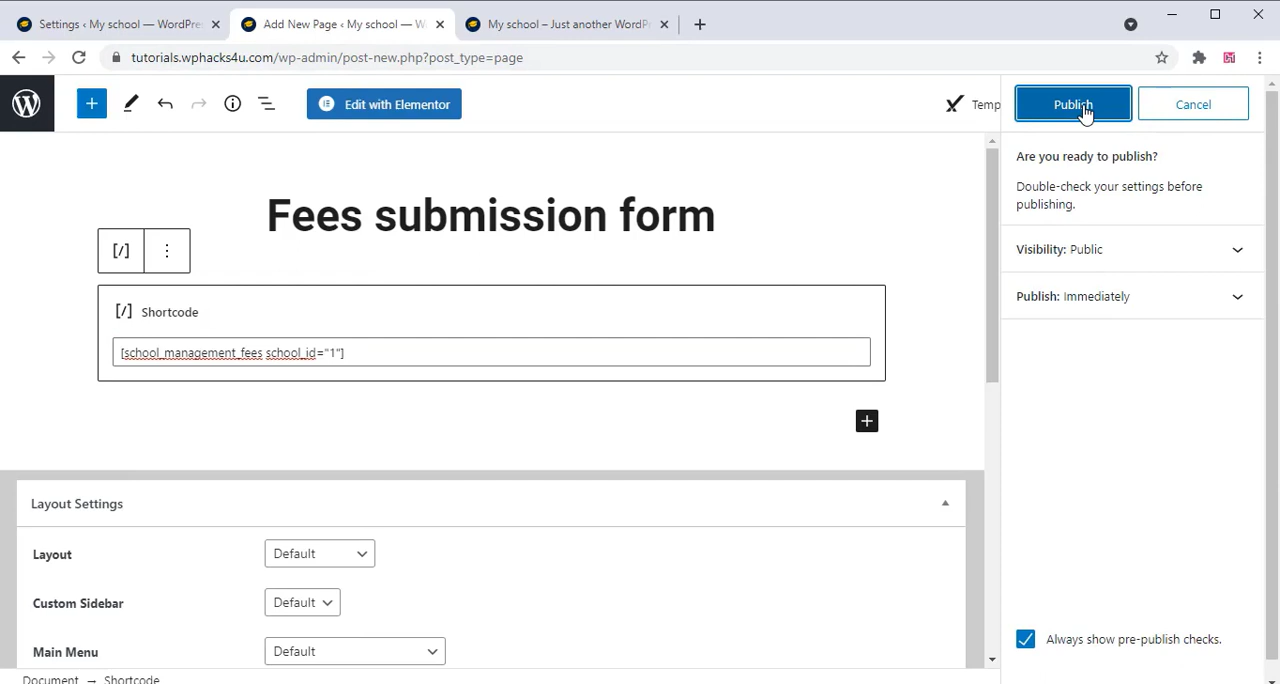 Settings ‹ My school — WordPre
Add New Page ‹ My school — W
My school – Just another WordP
tutorials.wphacks4u.com/wp-admin/post-new.php?post_type=page
Edit with Elementor
Temp
Publish
Cancel
Are you ready to publish?
Double-check your settings before
publishing.
Visibility: Public
Publish: Immediately
Fees submission form
[/]
[/] Shortcode
[school_management_fees school_id="1"]
Layout Settings
Layout
Default
Custom Sidebar
Default
Main Menu
Default
Always show pre-publish checks.
Document → Shortcode